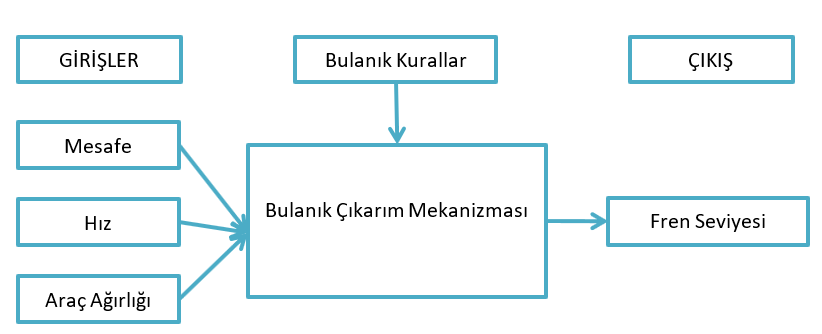 GİRİŞLER
Bulanık Kurallar
ÇIKIŞ
Mesafe
Hız
Araç Ağırlığı
Bulanık Çıkarım Mekanizması
Fren Seviyesi